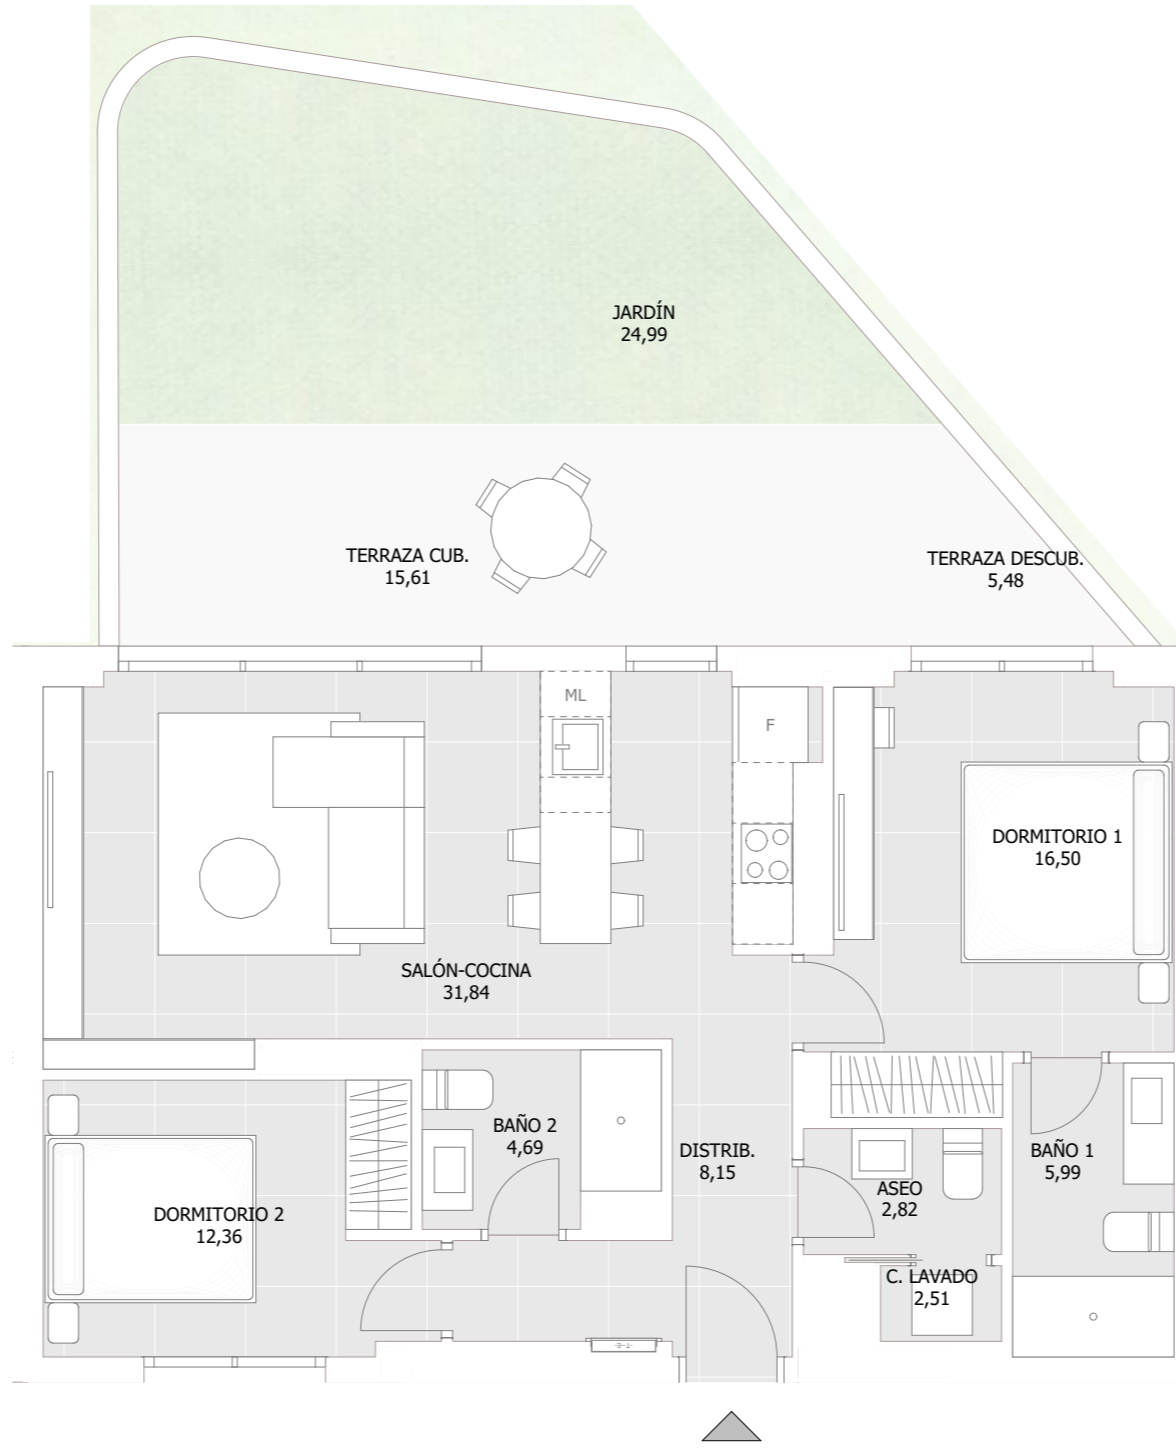 JARDÍN
24,99
TERRAZA CUB.
15,61
TERRAZA DESCUB.
5,48
ML
F
DORMITORIO 1
16,50
SALÓN-COCINA
31,84
BAÑO 2
4,69
DISTRIB.
8,15
BAÑO 1
5,99
ASEO
2,82
DORMITORIO 2
12,36
C. LAVADO
2,51